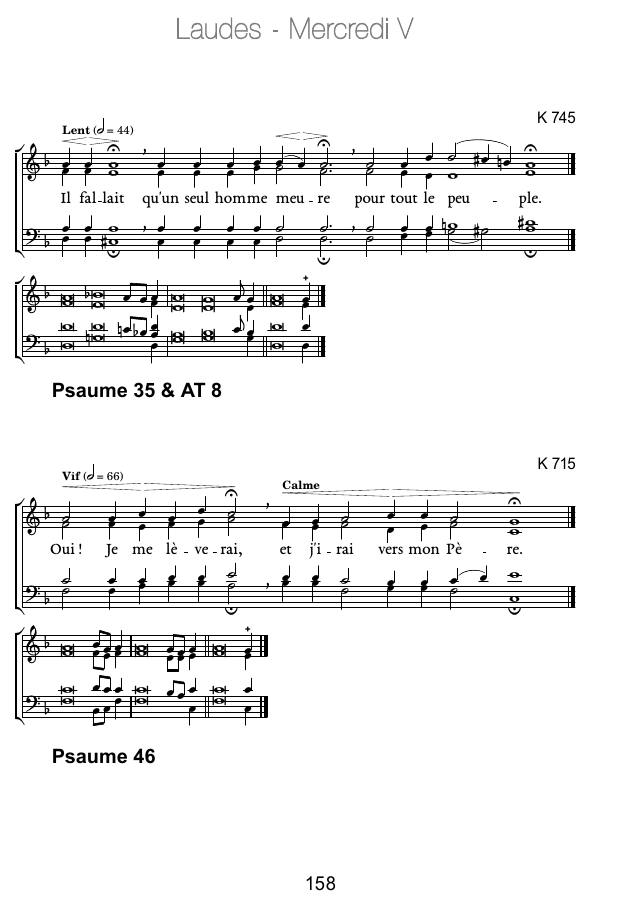 Laudes - Mercredi V
K 745
Lent (𝅗𝅥 = 44)
Il fal-lait qu'un seul homme meu-re pour tout le peu - ple.
Psaume 35 & AT 8
K 715
Vif (𝅗𝅥 = 66)
Calme
Oui ! Je me lè-ve-rai, et j'i-rai vers mon Pè - re.
Psaume 46
158